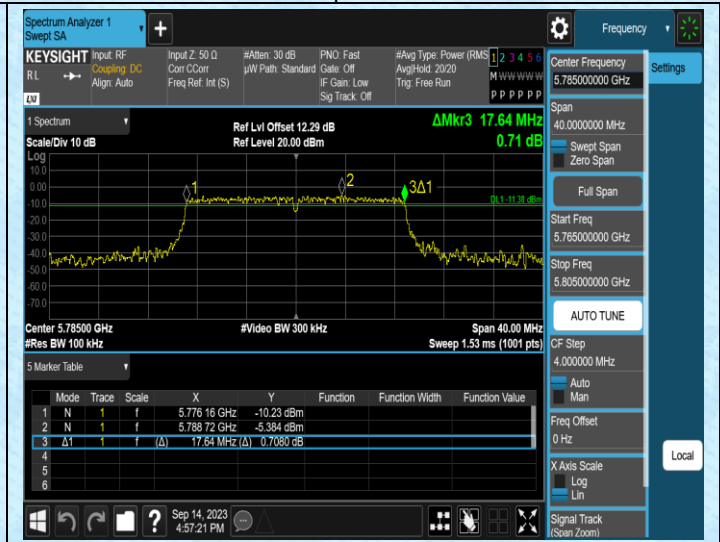 Spectrum Analyzer 1
Swept SA
+
Frequency
KEYSIGHT Input: RF Input Z: 50 Ω #Atten: 30 dB PNO: Fast #Avg Type: Power (RMS 1 2 3 4 5 6
RL Coupling: DC Corr CCorr µW Path: Standard Gate: Off Avg|Hold: 20/20 M W W W W W
Align: Auto Freq Ref: Int (S) IF Gain: Low Trig: Free Run
Sig Track: Off P P P P P P
LXI
1 Spectrum
Ref Lvl Offset 12.29 dB
ΔMkr3 17.64 MHz
Scale/Div 10 dB Ref Level 20.00 dBm 0.71 dB
Log
10.0
0.00
-10.0
-20.0
-30.0
-40.0
-50.0
-60.0
-70.0
1
2
3Δ1
DL1 -11.38 dBm
Center 5.78500 GHz #Video BW 300 kHz Span 40.00 MHz
#Res BW 100 kHz Sweep 1.53 ms (1001 pts)
5 Marker Table
Mode Trace Scale X Y Function Function Width Function Value
1 N 1 f 5.776 16 GHz -10.23 dBm
2 N 1 f 5.788 72 GHz -5.384 dBm
3 Δ1 1 f (Δ) 17.64 MHz (Δ) 0.7080 dB
4
5
6
? Sep 14, 2023
4:57:21 PM
Center Frequency
5.785000000 GHz
Settings
Span
40.0000000 MHz
Swept Span
Zero Span
Full Span
Start Freq
5.765000000 GHz
Stop Freq
5.805000000 GHz
AUTO TUNE
CF Step
4.000000 MHz
Auto
Man
Freq Offset
0 Hz
Local
X Axis Scale
Log
Lin
Signal Track
(Span Zoom)